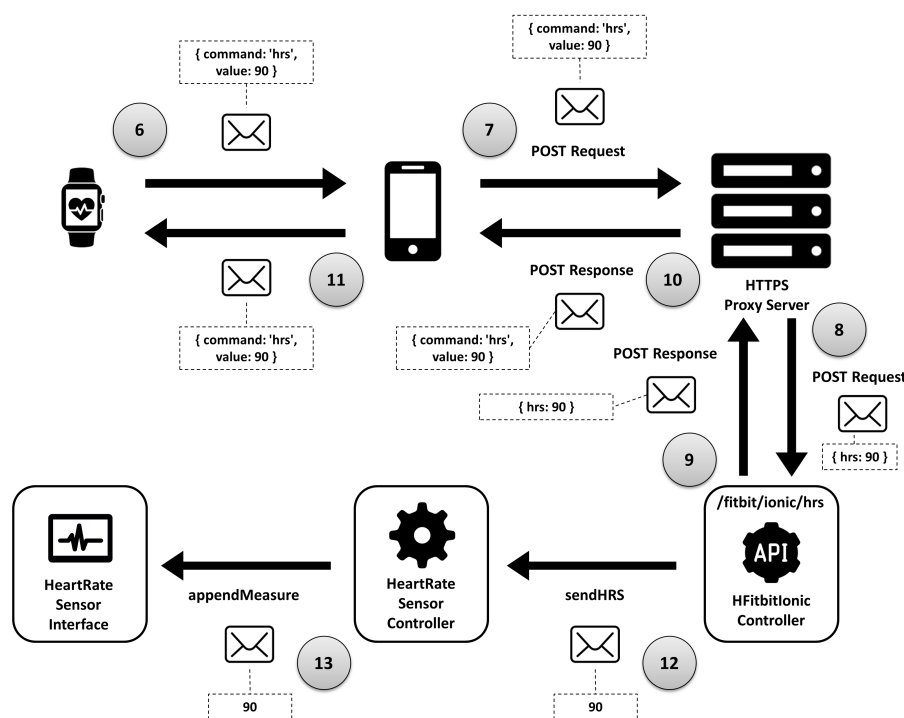 { command: 'hrs',
value: 90 }
{ command: 'hrs',
value: 90 }
6
7
POST Request
11
POST Response
10
HTTPS
Proxy Server
{ command: 'hrs',
value: 90 }
{ command: 'hrs',
value: 90 }
8
POST Response
POST Request
{ hrs: 90 }
{ hrs: 90 }
9
/fitbit/ionic/hrs
API
HFitbitIonic
Controller
HeartRate
Sensor
Controller
HeartRate
Sensor
Interface
appendMeasure
sendHRS
13
12
90
90